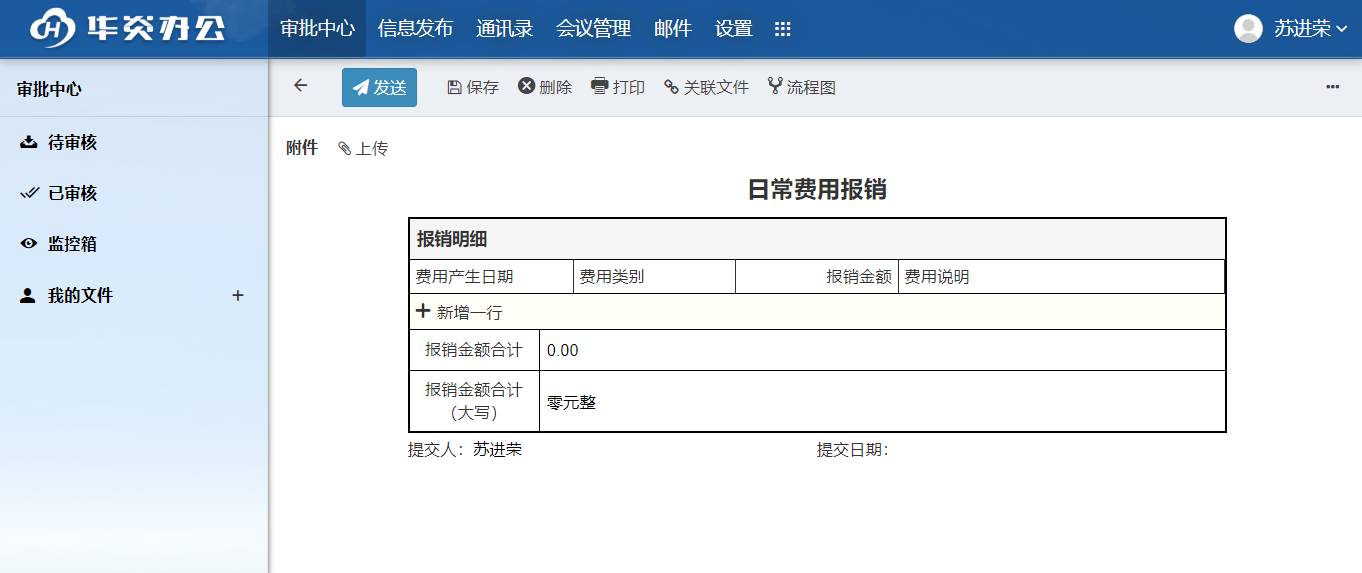 华炎办公 审批中心 信息发布 通讯录 会议管理 邮件 设置 苏进荣
审批中心
待审核
已审核
监控箱
我的文件 +
发送 保存 删除 打印 关联文件 流程图
附件 上传
日常费用报销
报销明细
费用产生日期 费用类别 报销金额 费用说明
新增一行
报销金额合计 0.00
报销金额合计
（大写）
零元整
提交人：苏进荣 提交日期：